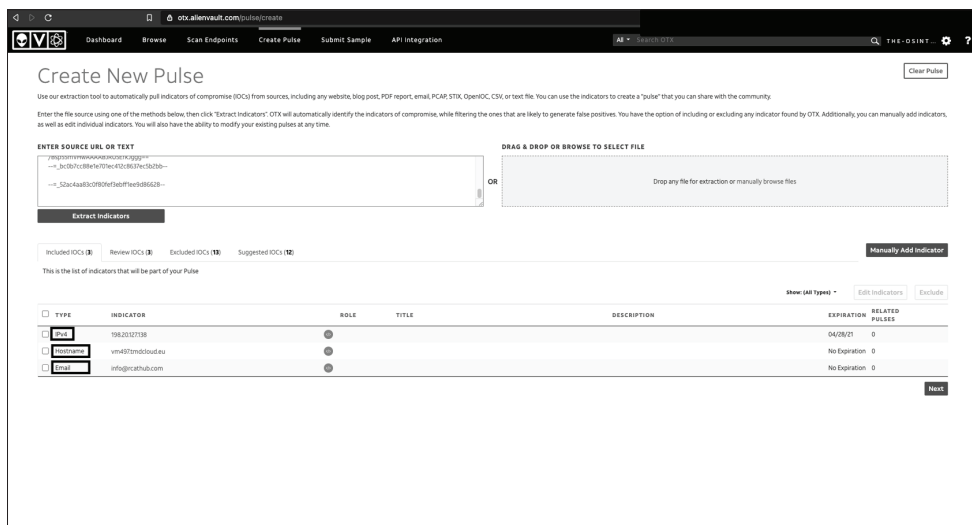 otx.alienvault.com/pulse/create
Dashboard Browse Scan Endpoints Create Pulse Submit Sample API Integration All Search OTX THE-OSINT... ?
Create New Pulse
Clear Pulse
Use our extraction tool to automatically pull indicators of compromise (IOCs) from sources, including any website, blog post, PDF report, email, PCAP, STIX, OpenIOC, CSV, or text file. You can use the indicators to create a "pulse" that you can share with the community.
Enter the file source using one of the methods below, then click "Extract Indicators". OTX will automatically identify the indicators of compromise, while filtering the ones that are likely to generate false positives. You have the option of including or excluding any indicator found by OTX. Additionally, you can manually add indicators,
as well as edit individual indicators. You will also have the ability to modify your existing pulses at any time.
ENTER SOURCE URL OR TEXT DRAG & DROP OR BROWSE TO SELECT FILE
--=_bc0b7cc88e1e701ec412c8637ec5b2bb--
--=_52ac4aa83c0f80fef3ebff1ee9d86628--
OR
Drop any file for extraction or manually browse files
Extract Indicators
Included IOCs (3) Review IOCs (3) Excluded IOCs (13) Suggested IOCs (12) Manually Add Indicator
This is the list of indicators that will be part of your Pulse
Show: (All Types) Edit Indicators Exclude
TYPE INDICATOR ROLE TITLE DESCRIPTION EXPIRATION RELATED PULSES
IPv4 198.20.127.138 04/28/21 0
Hostname vm497.tmdcloud.eu No Expiration 0
Email info@rcathub.com No Expiration 0
Next